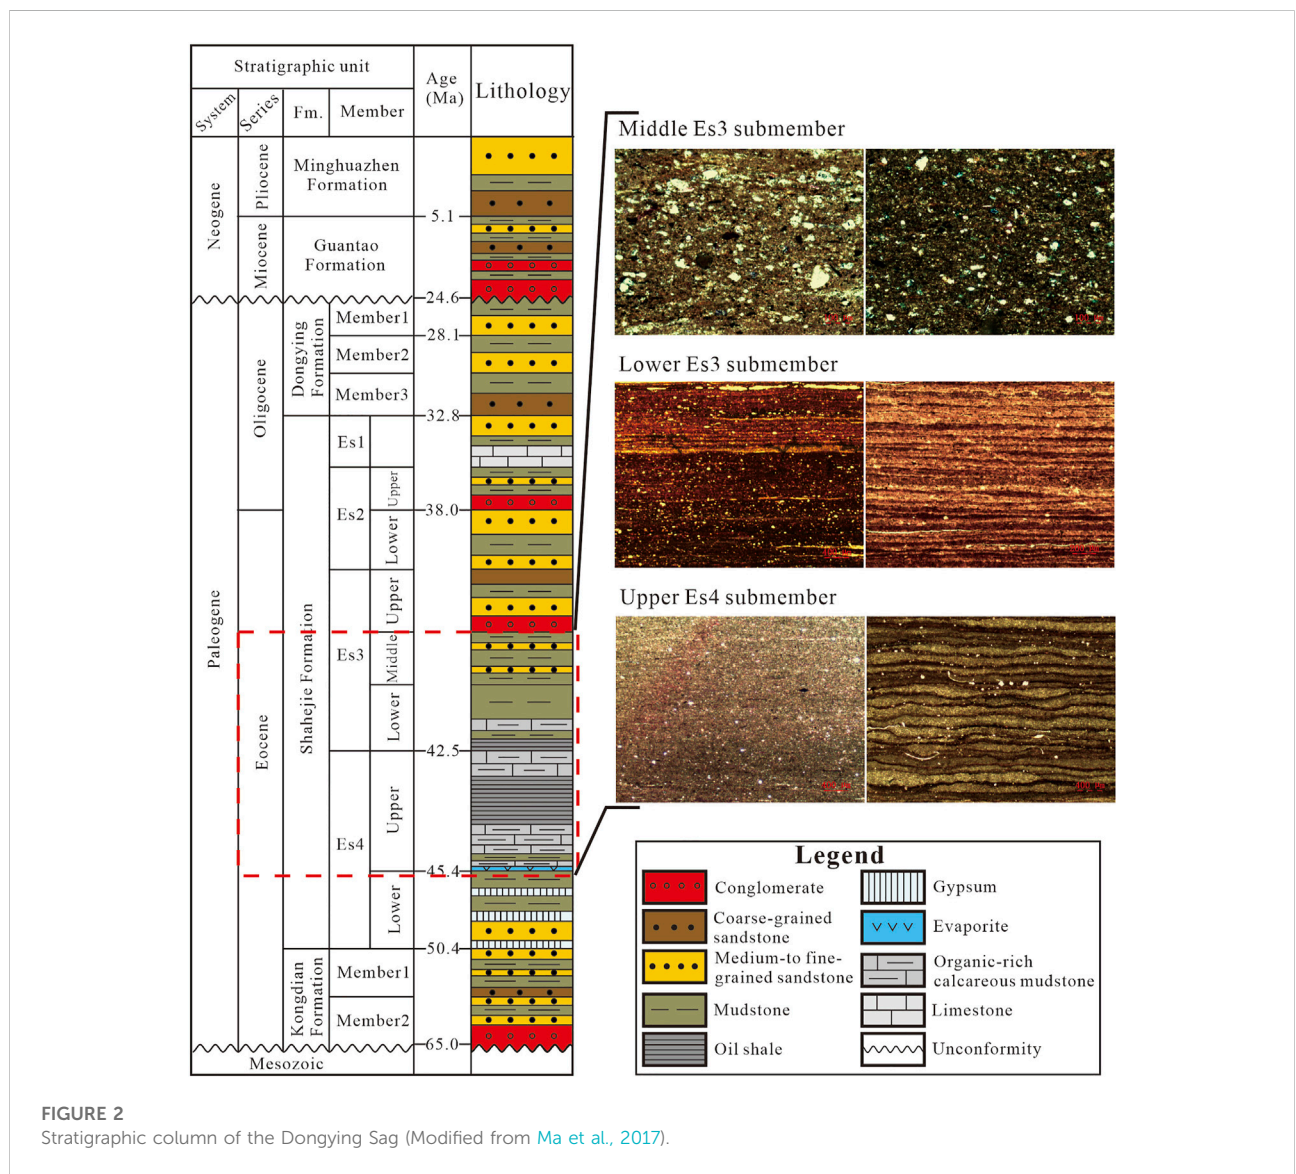 Stratigraphic unit
Age
(Ma)
Lithology
System
Series
Fm.
Member
Neogene
Pliocene
Minghuazhen
Formation
5.1
Miocene
Guantao
Formation
24.6
Paleogene
Oligocene
Dongying
Formation
Member1
28.1
Member2
Member3
32.8
Shahejie Formation
Es1
Es2
Upper
38.0
Lower
Eocene
Es3
Upper
Middle
Lower
42.5
Es4
Upper
45.4
Lower
50.4
Kongdian
Formation
Member1
Member2
65.0
Mesozoic
Middle Es3 submember
Lower Es3 submember
Upper Es4 submember
Legend
Conglomerate
Gypsum
Coarse-grained
sandstone
Evaporite
Medium-to fine-
grained sandstone
Organic-rich
calcareous mudstone
Mudstone
Limestone
Oil shale
Unconformity
FIGURE 2
Stratigraphic column of the Dongying Sag (Modified from Ma et al., 2017).